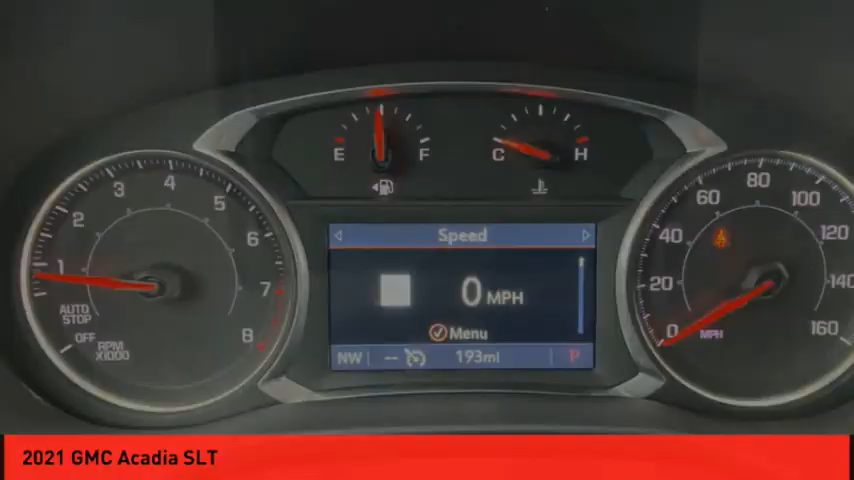 E F
C H
1 2 3 4 5 6 7 8
AUTO
STOP
OFF
RPM
X1000
Speed
0 MPH
Menu
NW -- 193mi P
0 20 40 60 80 100 120 140 160
MPH
2021 GMC Acadia SLT